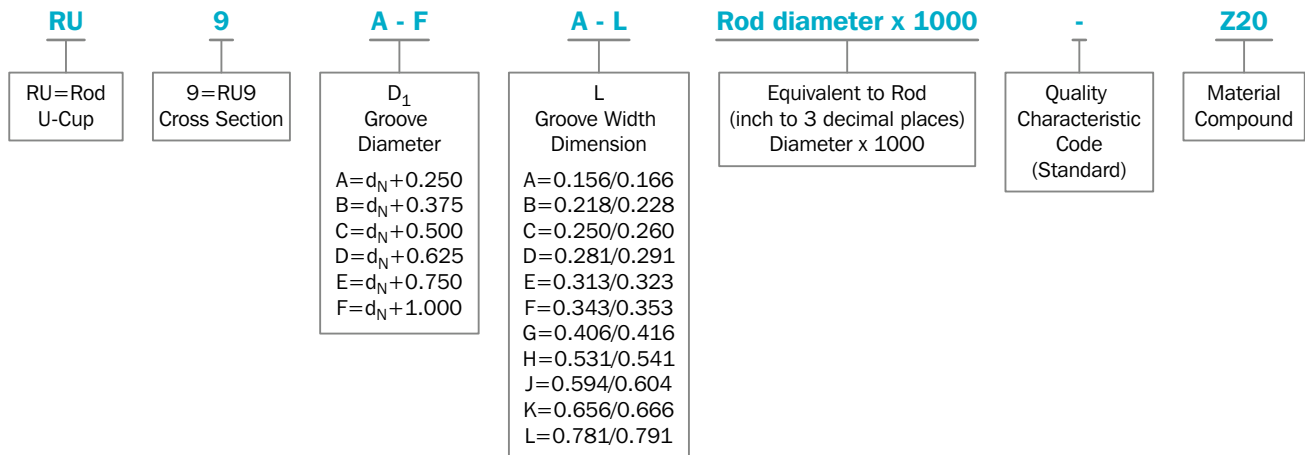 RU 9 A - F A - L Rod diameter x 1000 - Z20
RU=Rod
U-Cup
9=RU9
Cross Section
D₁
Groove
Diameter
A=dN+0.250
B=dN+0.375
C=dN+0.500
D=dN+0.625
E=dN+0.750
F=dN+1.000
L
Groove Width
Dimension
A=0.156/0.166
B=0.218/0.228
C=0.250/0.260
D=0.281/0.291
E=0.313/0.323
F=0.343/0.353
G=0.406/0.416
H=0.531/0.541
J=0.594/0.604
K=0.656/0.666
L=0.781/0.791
Equivalent to Rod
(inch to 3 decimal places)
Diameter x 1000
Quality
Characteristic
Code
(Standard)
Material
Compound